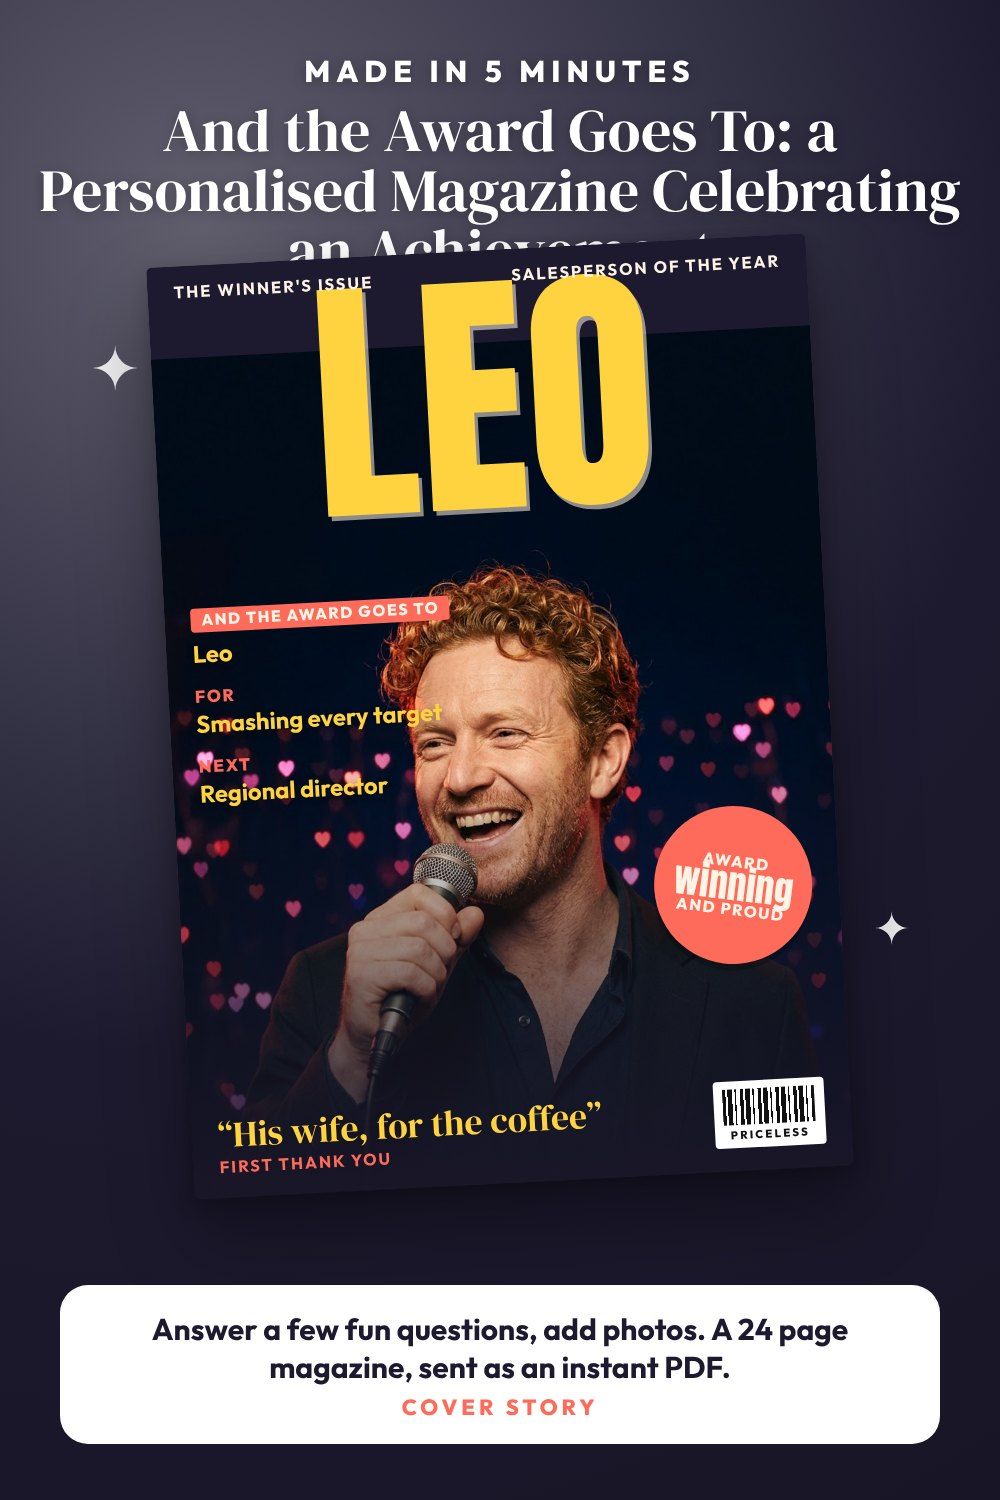 MADE IN 5 MINUTES
And the Award Goes To: a
Personalised Magazine Celebrating
an
THE WINNER'S ISSUE
SALESPERSON OF THE YEAR
LEO
AND THE AWARD GOES TO
Leo
FOR
Smashing every target
NEXT
Regional director
AWARD
winning
AND PROUD
"His wife, for the coffee"
FIRST THANK YOU
PRICELESS
Answer a few fun questions, add photos. A 24 page
magazine, sent as an instant PDF.
COVER STORY